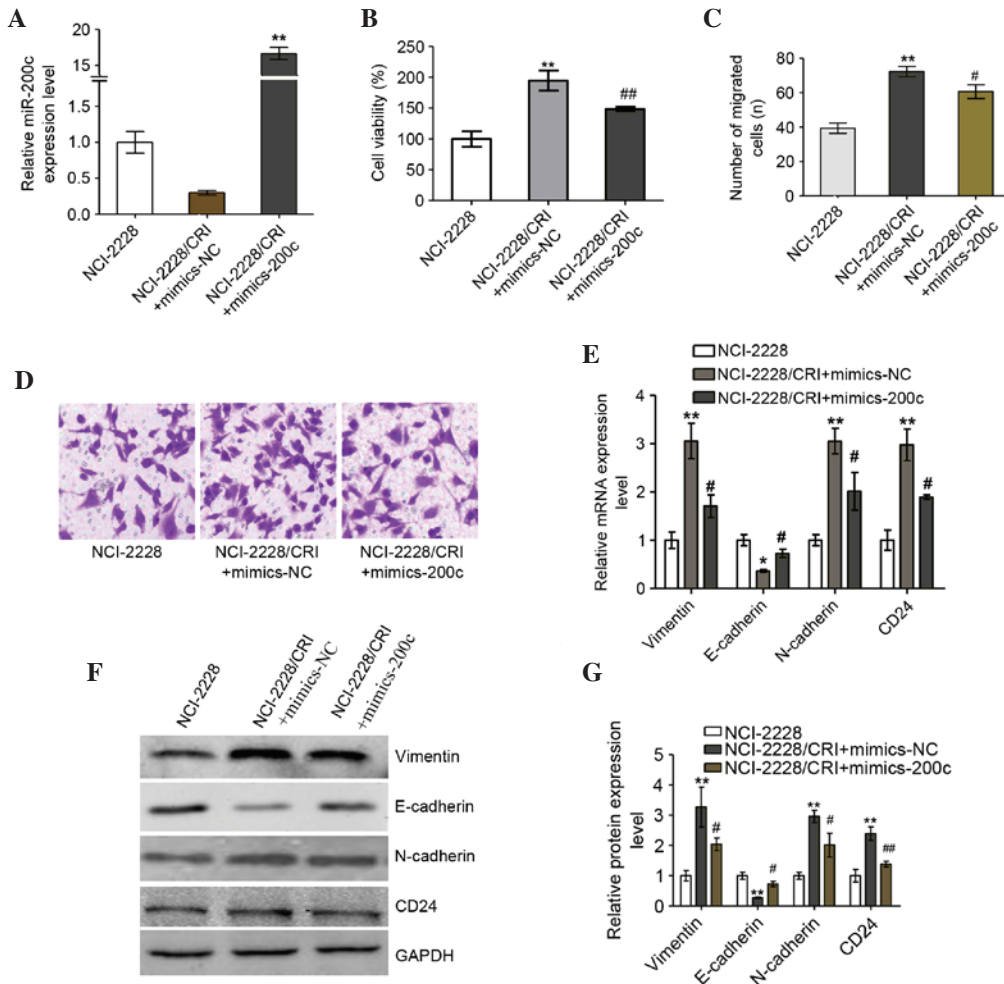 A
Relative miR-200c
expression level
20
15
10
1.5
1.0
0.5
0.0
**
NCI-2228
NCI-2228/CRI
+mimics-NC
NCI-2228/CRI
+mimics-200c
B
Cell viability (%)
250
200
150
100
50
0
**
##
NCI-2228
NCI-2228/CRI
+mimics-NC
NCI-2228/CRI
+mimics-200c
C
Number of migrated
cells (n)
80
60
40
20
0
**
#
NCI-2228
NCI-2228/CRI
+mimics-NC
NCI-2228/CRI
+mimics-200c
D
NCI-2228
NCI-2228/CRI
+mimics-NC
NCI-2228/CRI
+mimics-200c
E
NCI-2228
NCI-2228/CRI+mimics-NC
NCI-2228/CRI+mimics-200c
Relative mRNA expression
level
4
3
2
1
0
**
#
*
#
**
#
**
#
Vimentin
E-cadherin
N-cadherin
CD24
F
NCI-2228
NCI-2228/CRI
+mimics-NC
NCI-2228/CRI
+mimics-200c
Vimentin
E-cadherin
N-cadherin
CD24
GAPDH
G
NCI-2228
NCI-2228/CRI+mimics-NC
NCI-2228/CRI+mimics-200c
Relative protein expression
level
5
4
3
2
1
0
**
#
**
#
**
#
**
##
Vimentin
E-cadherin
N-cadherin
CD24